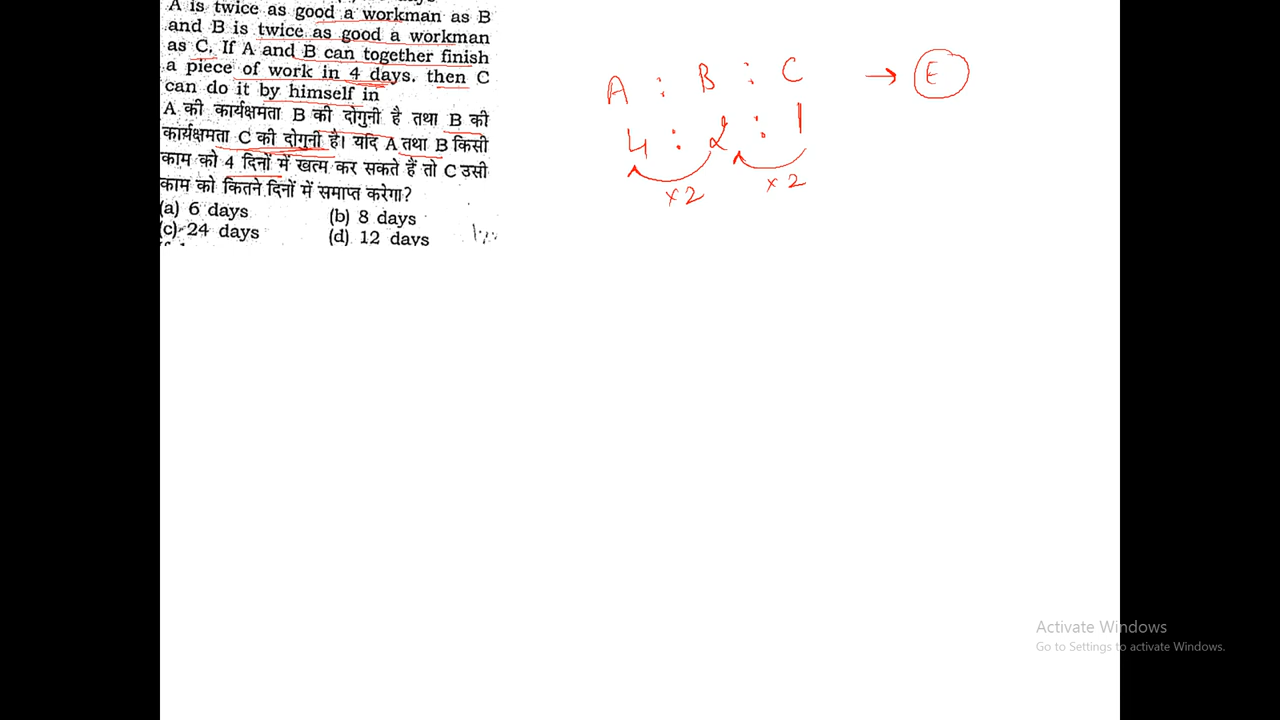 A is twice as good a workman as B
and B is twice as good a workman
as C. If A and B can together finish
a piece of work in 4 days. then C
can do it by himself in
A की कार्यक्षमता B की दोगुनी है तथा B की
कार्यक्षमता C की दोगुनी है। यदि A तथा B किसी
काम को 4 दिनों में खत्म कर सकते हैं तो C उसी
काम को कितने दिनों में समाप्त करेगा?
(a) 6 days (b) 8 days
(c) 24 days (d) 12 days
A : B : C → E
4 : 2 : 1
×2 ×2
Activate Windows
Go to Settings to activate Windows.